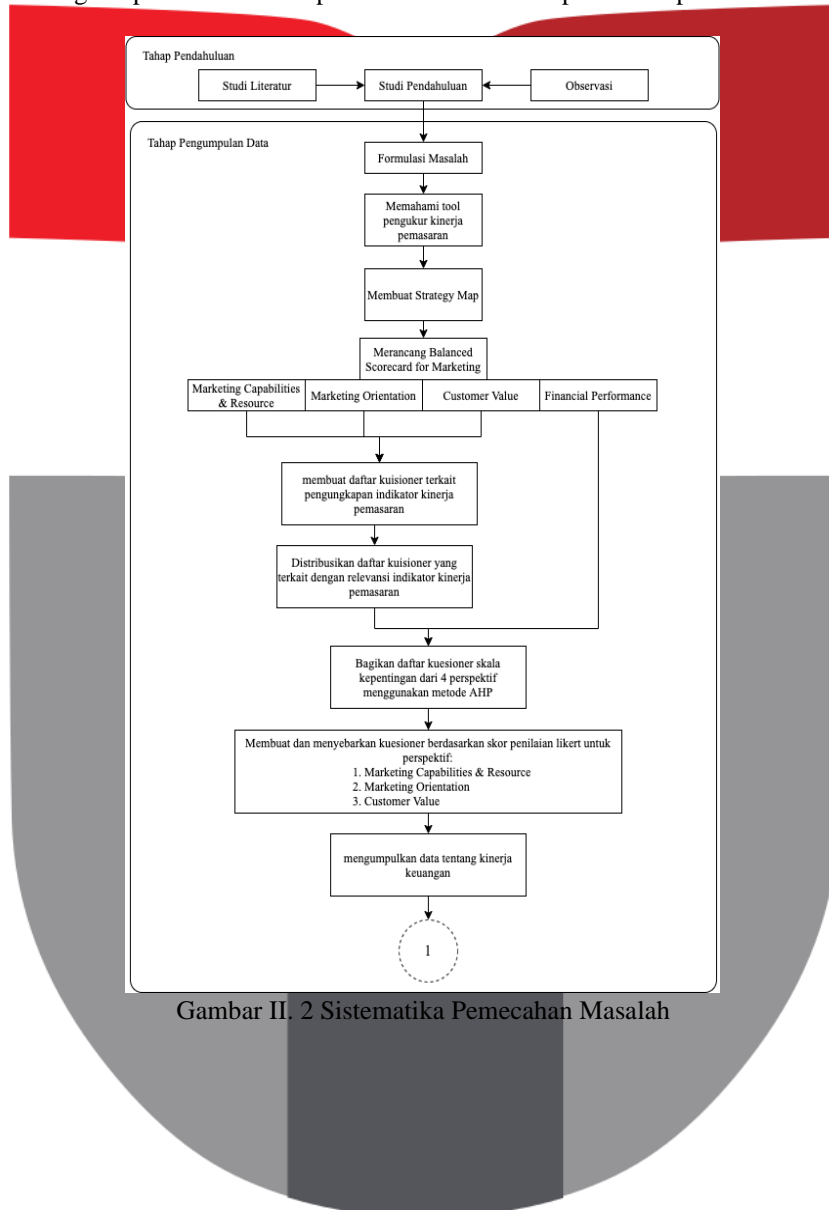 Tahap Pendahuluan
Studi Literatur
Studi Pendahuluan
Observasi
Tahap Pengumpulan Data
Formulasi Masalah
Memahami tool
pengukur kinerja
pemasaran
Membuat Strategy Map
Merancang Balanced
Scorecard for Marketing
Marketing Capabilities
& Resource
Marketing Orientation
Customer Value
Financial Performance
membuat daftar kuisioner terkait
pengungkapan indikator kinerja
pemasaran
Distribusikan daftar kuisioner yang
terkait dengan relevansi indikator kinerja
pemasaran
Bagikan daftar kuesioner skala
kepentingan dari 4 perspektif
menggunakan metode AHP
Membuat dan menyebarkan kuesioner berdasarkan skor penilaian likert untuk
perspektif:
1. Marketing Capabilities & Resource
2. Marketing Orientation
3. Customer Value
mengumpulkan data tentang kinerja
keuangan
1
Gambar II. 2 Sistematika Pemecahan Masalah